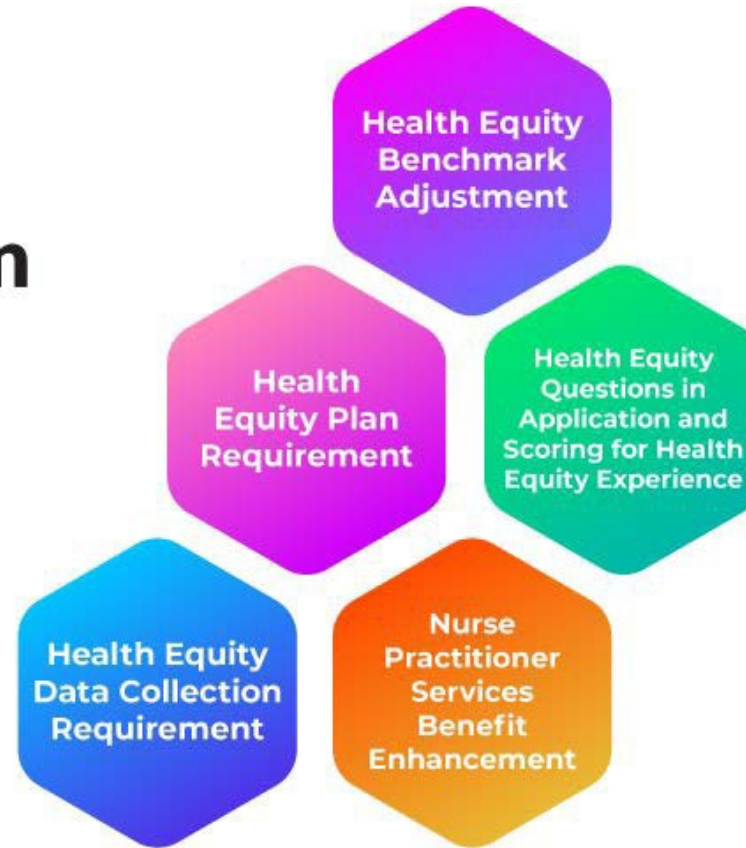 Health Equity
Benchmark
Adjustment
Health
Equity Plan
Requirement
Health Equity
Questions in
Application and
Scoring for Health
Equity Experience
Health Equity
Data Collection
Requirement
Nurse
Practitioner
Services
Benefit
Enhancement